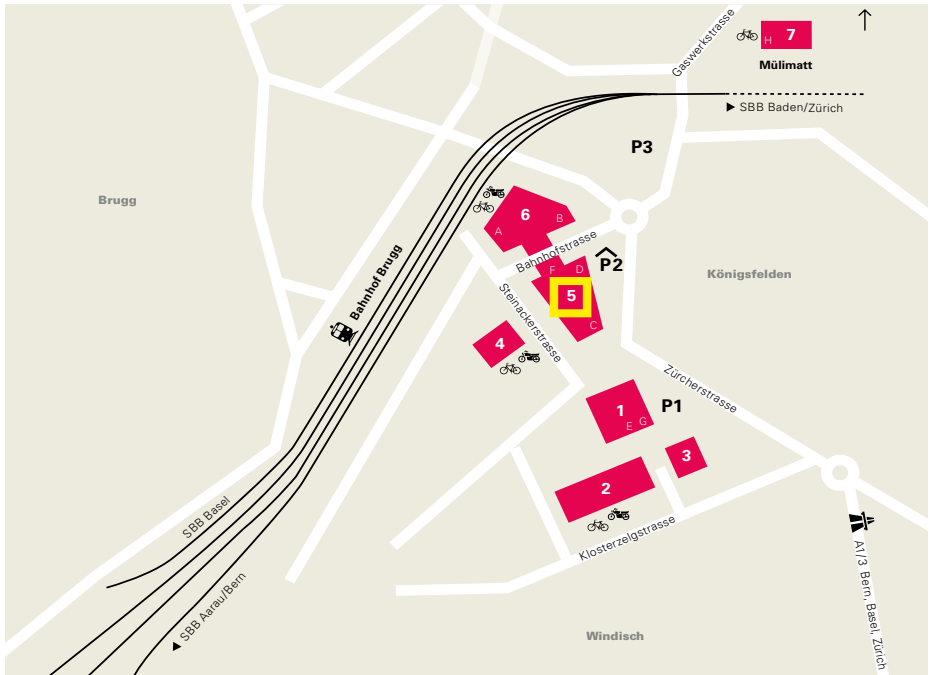 Gaswerkstrasse
H 7
Mülimatt
SBB Baden/Zürich
P3
Brugg
6
A
B
Bahnhofstrasse
P2
Königsfelden
Bahnhof Brugg
F
D
5
C
Steinackerstrasse
4
Zürcherstrasse
1
E
G
P1
3
2
SBB Basel
Klosterzelgstrasse
A1/3 Bern, Basel, Zürich
SBB Aarau/Bern
Windisch